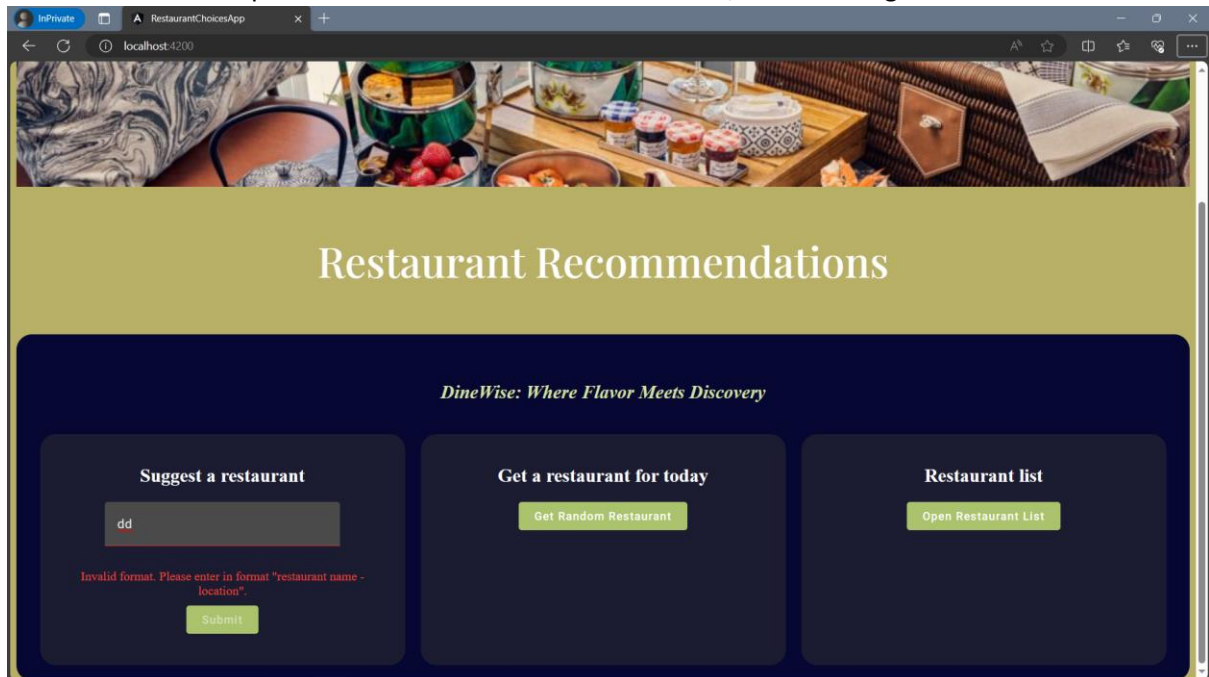 InPrivate
RestaurantChoicesApp
localhost:4200
Restaurant Recommendations
DineWise: Where Flavor Meets Discovery
Suggest a restaurant
dd
Invalid format. Please enter in format "restaurant name -
location".
Submit
Get a restaurant for today
Get Random Restaurant
Restaurant list
Open Restaurant List